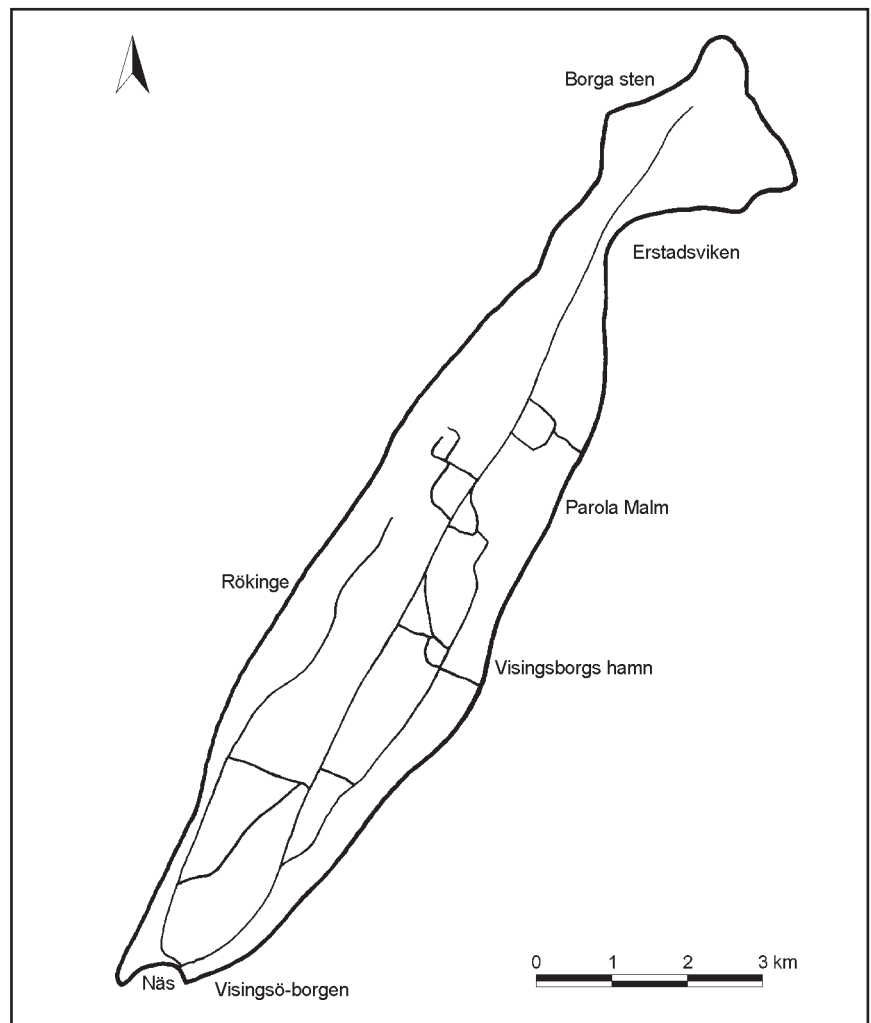 Borga sten
Erstadsviken
Parola Malm
Rökinge
Visingsborgs hamn
0 1 2 3 km
Näs
Visingsö-borgen